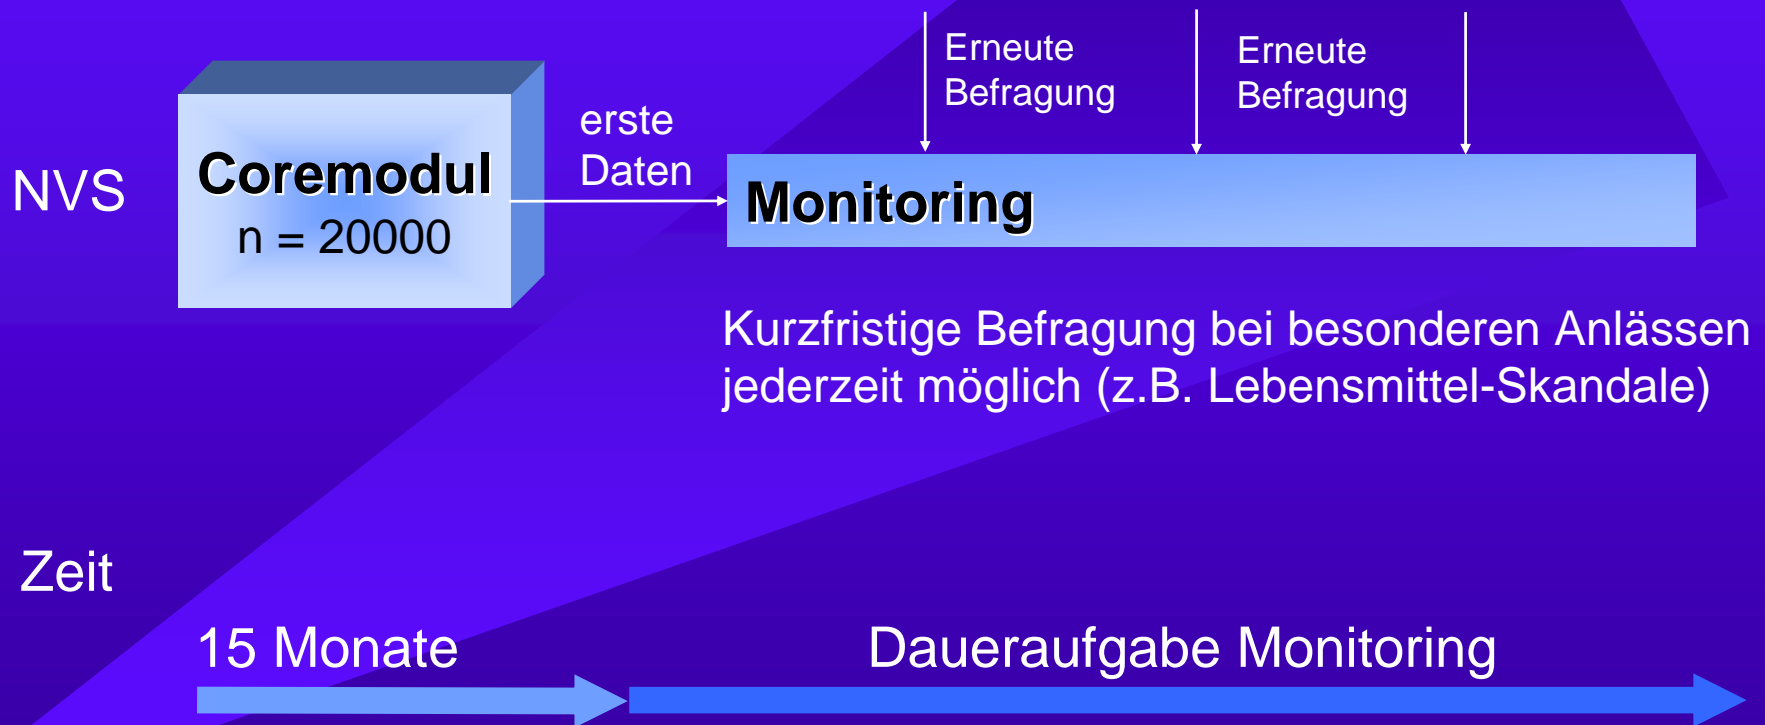 Erneute
Befragung
Erneute
Befragung
erste
Daten
NVS
Coremodul
n = 20000
Monitoring
Kurzfristige Befragung bei besonderen Anlässen
jederzeit möglich (z.B. Lebensmittel-Skandale)
Zeit
15 Monate
Daueraufgabe Monitoring